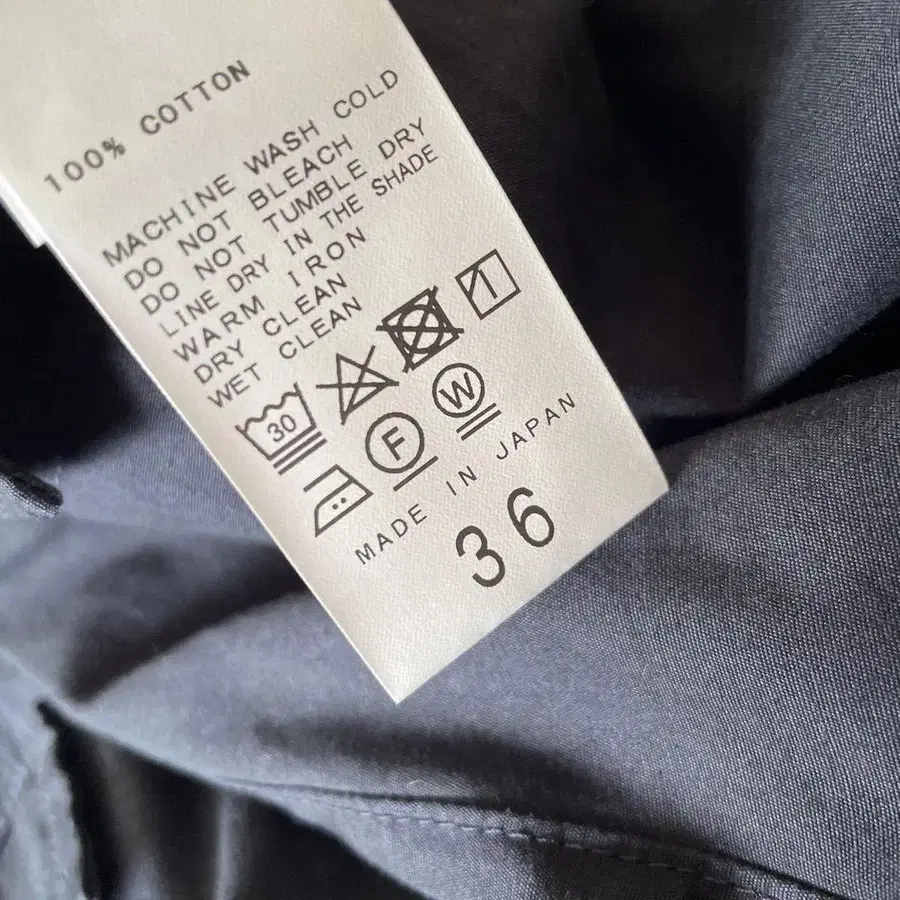 100% COTTON
MACHINE WASH COLD
DO NOT BLEACH
DO NOT TUMBLE DRY
LINE DRY IN THE SHADE
WARM IRON
DRY CLEAN
WET CLEAN
30
F
W
MADE IN JAPAN
36